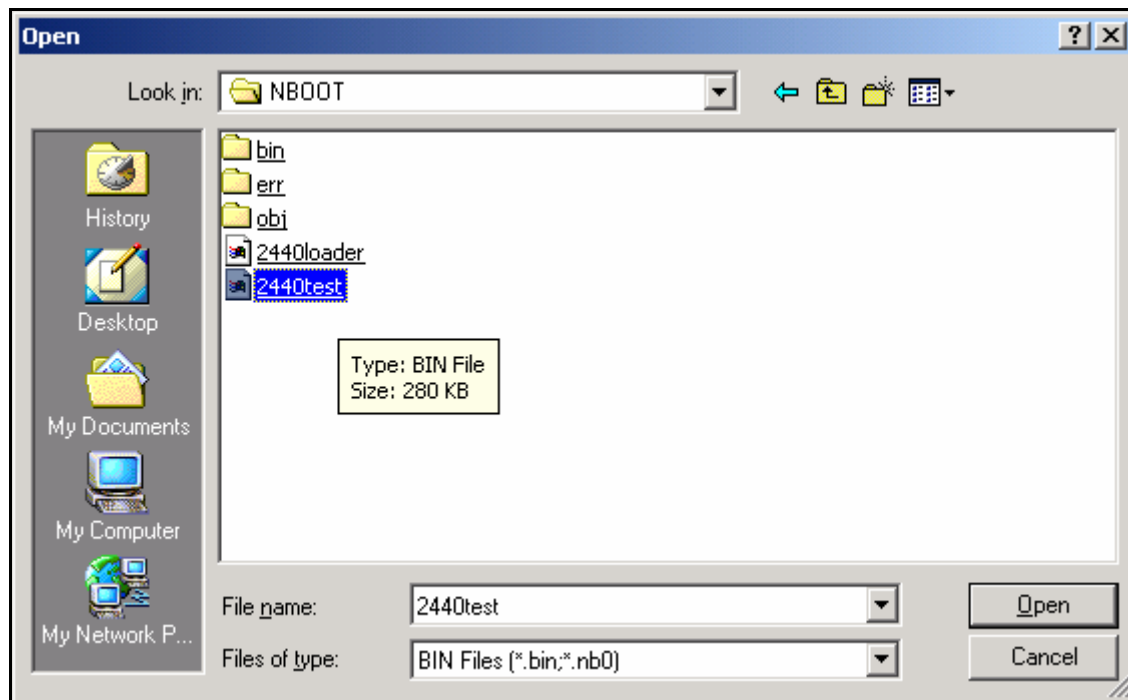 Open
Look in:
NBOOT
History
Desktop
My Documents
My Computer
My Network P...
bin
err
obj
2440loader
2440test
Type: BIN File
Size: 280 KB
File name:
2440test
Open
Files of type:
BIN Files (*.bin;*.nb0)
Cancel